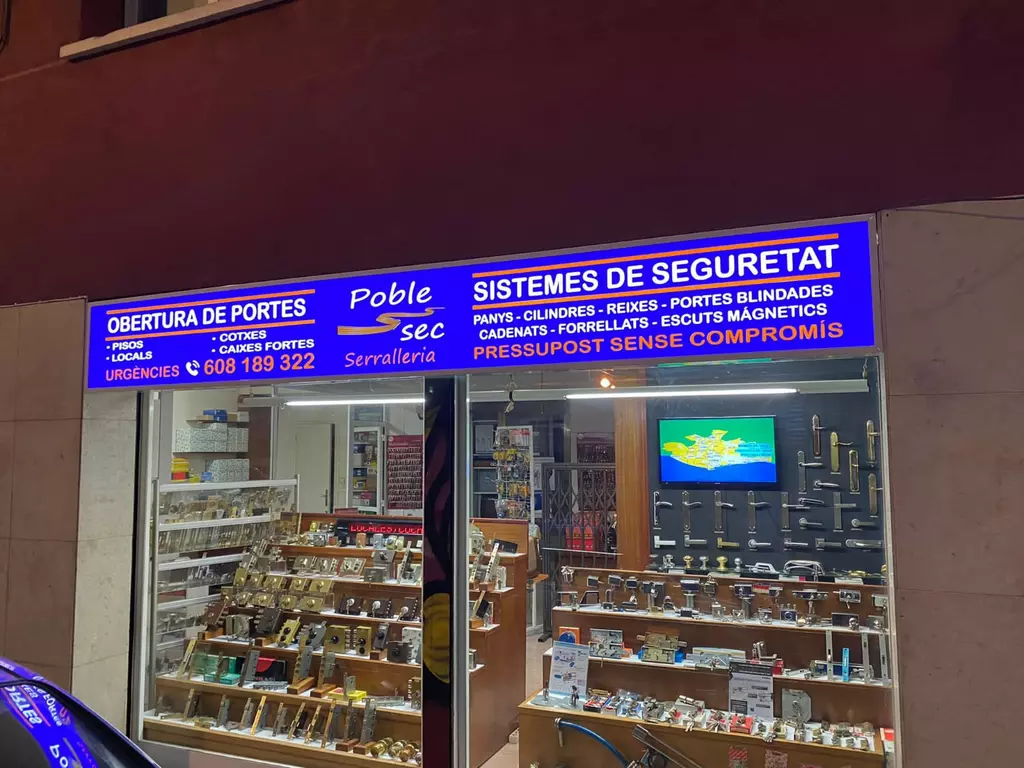 OBERTURA DE PORTES
• PISOS
• LOCALS
• COTXES
• CAIXES FORTES
URGÈNCIES 608 189 322
Poble
sec
Serralleria
SISTEMES DE SEGURETAT
PANYS - CILINDRES - REIXES - PORTES BLINDADES
CADENATS - FORRELLATS - ESCUTS MÁGNETICS
PRESSUPOST SENSE COMPROMÍS